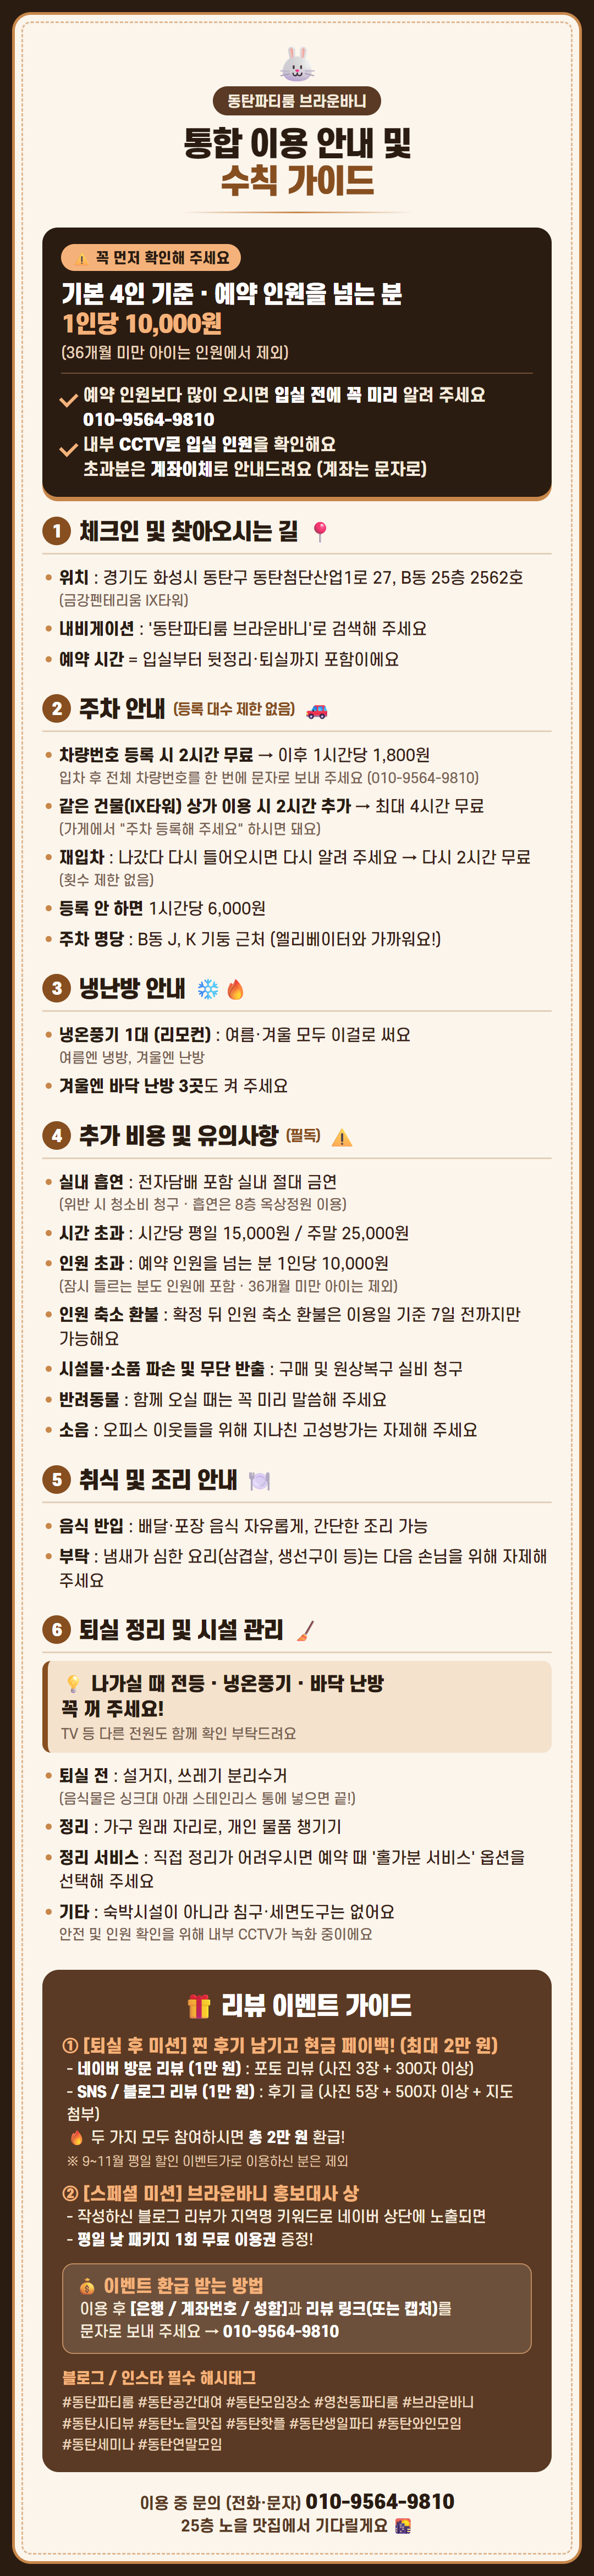 동탄파티룸 브라운바니
통합 이용 안내 및
수칙 가이드
⚠️ 꼭 먼저 확인해 주세요
기본 4인 기준 · 예약 인원을 넘는 분
1인당 10,000원
(36개월 미만 아이는 인원에서 제외)
예약 인원보다 많이 오시면 입실 전에 꼭 미리 알려 주세요
010-9564-9810
내부 CCTV로 입실 인원을 확인해요
초과분은 계좌이체로 안내드려요 (계좌는 문자로)
1 체크인 및 찾아오시는 길 📍
• 위치 : 경기도 화성시 동탄구 동탄첨단산업1로 27, B동 25층 2562호
(금강펜테리움 IX타워)
• 내비게이션 : '동탄파티룸 브라운바니'로 검색해 주세요
• 예약 시간 = 입실부터 뒷정리·퇴실까지 포함이에요
2 주차 안내 (등록 대수 제한 없음) 🚗
• 차량번호 등록 시 2시간 무료 → 이후 1시간당 1,800원
입차 후 전체 차량번호를 한 번에 문자로 보내 주세요 (010-9564-9810)
• 같은 건물(IX타워) 상가 이용 시 2시간 추가 → 최대 4시간 무료
(가게에서 "주차 등록해 주세요" 하시면 돼요)
• 재입차 : 나갔다 다시 들어오시면 다시 알려 주세요 → 다시 2시간 무료
(횟수 제한 없음)
• 등록 안 하면 1시간당 6,000원
• 주차 명당 : B동 J, K 기둥 근처 (엘리베이터와 가까워요!)
3 냉난방 안내 ❄️🔥
• 냉온풍기 1대 (리모컨) : 여름·겨울 모두 이걸로 써요
여름엔 냉방, 겨울엔 난방
• 겨울엔 바닥 난방 3곳도 켜 주세요
4 추가 비용 및 유의사항 (필독) ⚠️
• 실내 흡연 : 전자담배 포함 실내 절대 금연
(위반 시 청소비 청구 · 흡연은 8층 옥상정원 이용)
• 시간 초과 : 시간당 평일 15,000원 / 주말 25,000원
• 인원 초과 : 예약 인원을 넘는 분 1인당 10,000원
(잠시 들르는 분도 인원에 포함 · 36개월 미만 아이는 제외)
• 인원 축소 환불 : 확정 뒤 인원 축소 환불은 이용일 기준 7일 전까지만
가능해요
• 시설물·소품 파손 및 무단 반출 : 구매 및 원상복구 실비 청구
• 반려동물 : 함께 오실 때는 꼭 미리 말씀해 주세요
• 소음 : 오피스 이웃들을 위해 지나친 고성방가는 자제해 주세요
5 취식 및 조리 안내 🍽️
• 음식 반입 : 배달·포장 음식 자유롭게, 간단한 조리 가능
• 부탁 : 냄새가 심한 요리(삼겹살, 생선구이 등)는 다음 손님을 위해 자제해
주세요
6 퇴실 정리 및 시설 관리 🧹
💡 나가실 때 전등 · 냉온풍기 · 바닥 난방
꼭 꺼 주세요!
TV 등 다른 전원도 함께 확인 부탁드려요
• 퇴실 전 : 설거지, 쓰레기 분리수거
(음식물은 싱크대 아래 스테인리스 통에 넣으면 끝!)
• 정리 : 가구 원래 자리로, 개인 물품 챙기기
• 정리 서비스 : 직접 정리가 어려우시면 예약 때 '홀가분 서비스' 옵션을
선택해 주세요
• 기타 : 숙박시설이 아니라 침구·세면도구는 없어요
안전 및 인원 확인을 위해 내부 CCTV가 녹화 중이에요
🎁 리뷰 이벤트 가이드
① [퇴실 후 미션] 찐 후기 남기고 현금 페이백! (최대 2만 원)
- 네이버 방문 리뷰 (1만 원) : 포토 리뷰 (사진 3장 + 300자 이상)
- SNS / 블로그 리뷰 (1만 원) : 후기 글 (사진 5장 + 500자 이상 + 지도
첨부)
🔥 두 가지 모두 참여하시면 총 2만 원 환급!
※ 9~11월 평일 할인 이벤트가로 이용하신 분은 제외
② [스페셜 미션] 브라운바니 홍보대사 상
- 작성하신 블로그 리뷰가 지역명 키워드로 네이버 상단에 노출되면
- 평일 낮 패키지 1회 무료 이용권 증정!
💰 이벤트 환급 받는 방법
이용 후 [은행 / 계좌번호 / 성함]과 리뷰 링크(또는 캡처)를
문자로 보내 주세요 → 010-9564-9810
블로그 / 인스타 필수 해시태그
#동탄파티룸 #동탄공간대여 #동탄모임장소 #영천동파티룸 #브라운바니
#동탄시티뷰 #동탄노을맛집 #동탄핫플 #동탄생일파티 #동탄와인모임
#동탄세미나 #동탄연말모임
이용 중 문의 (전화·문자) 010-9564-9810
25층 노을 맛집에서 기다릴게요 🌇